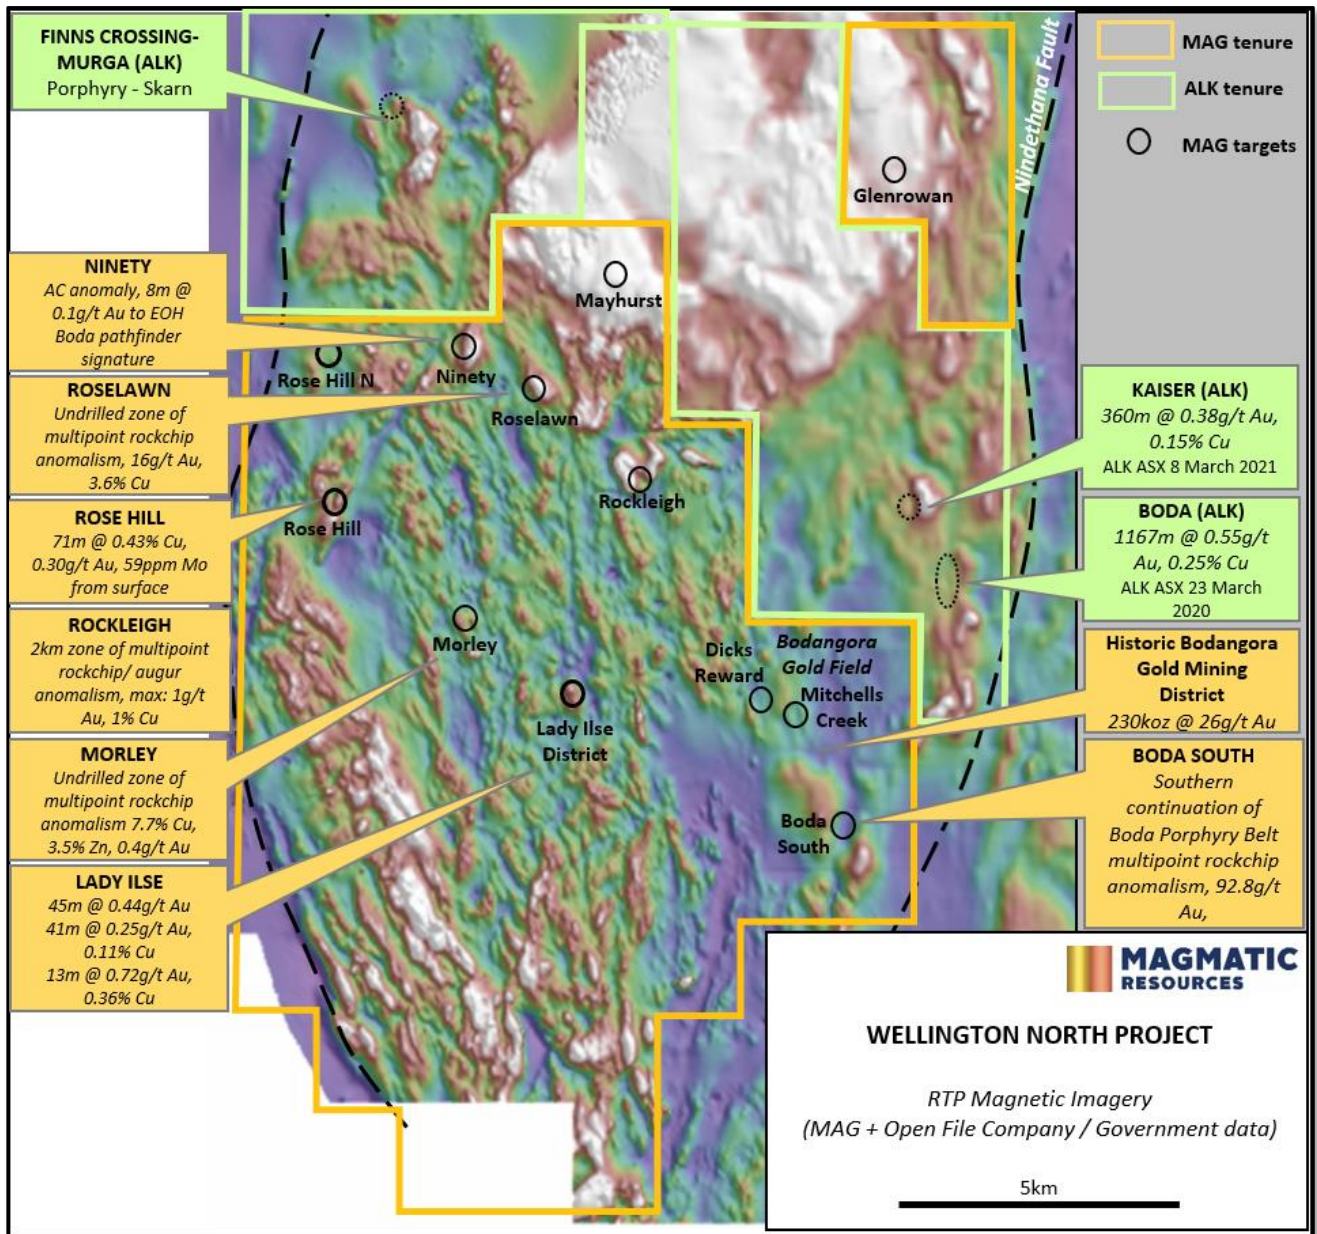 FINNS CROSSING-
MURGA (ALK)
Porphyry - Skarn
NINETY
AC anomaly, 8m @
0.1g/t Au to EOH
Boda pathfinder
signature
ROSELAWN
Undrilled zone of
multipoint rockchip
anomalism, 16g/t Au,
3.6% Cu
ROSE HILL
71m @ 0.43% Cu,
0.30g/t Au, 59ppm Mo
from surface
ROCKLEIGH
2km zone of multipoint
rockchip/ augur
anomalism, max: 1g/t
Au, 1% Cu
MORLEY
Undrilled zone of
multipoint rockchip
anomalism 7.7% Cu,
3.5% Zn, 0.4g/t Au
LADY ILSE
45m @ 0.44g/t Au
41m @ 0.25g/t Au,
0.11% Cu
13m @ 0.72g/t Au,
0.36% Cu
Glenrowan
Mayhurst
Rose Hill N
Ninety
Roselawn
Rockleigh
Rose Hill
Morley
Lady Ilse
District
Dicks
Reward
Bodangora
Gold Field
Mitchells
Creek
Boda
South
Nindethana Fault
MAG tenure
ALK tenure
MAG targets
KAISER (ALK)
360m @ 0.38g/t Au,
0.15% Cu
ALK ASX 8 March 2021
BODA (ALK)
1167m @ 0.55g/t
Au, 0.25% Cu
ALK ASX 23 March
2020
Historic Bodangora
Gold Mining
District
230koz @ 26g/t Au
BODA SOUTH
Southern
continuation of
Boda Porphyry Belt
multipoint rockchip
anomalism, 92.8g/t
Au,
MAGMATIC
RESOURCES
WELLINGTON NORTH PROJECT
RTP Magnetic Imagery
(MAG + Open File Company / Government data)
5km